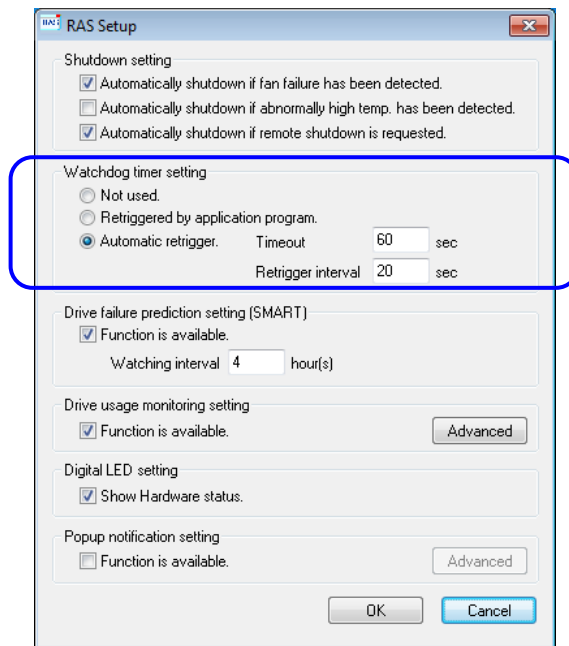 RAS Setup
Shutdown setting
Automatically shutdown if fan failure has been detected.
Automatically shutdown if abnormally high temp. has been detected.
Automatically shutdown if remote shutdown is requested.
Watchdog timer setting
Not used.
Retriggered by application program.
Automatic retrigger. Timeout 60 sec
Retrigger interval 20 sec
Drive failure prediction setting (SMART)
Function is available.
Watching interval 4 hour(s)
Drive usage monitoring setting
Function is available. Advanced
Digital LED setting
Show Hardware status.
Popup notification setting
Function is available. Advanced
OK Cancel